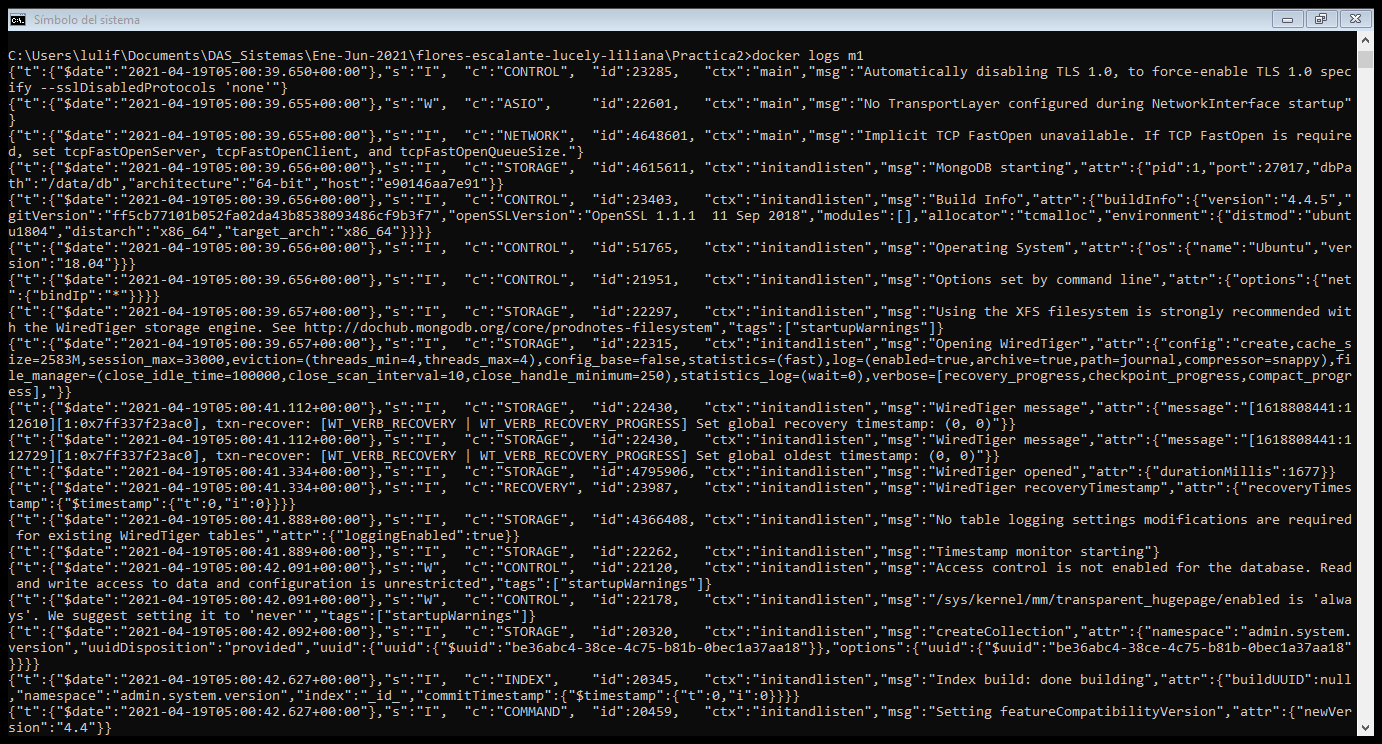 Símbolo del sistema
C:\Users\lulif\Documents\DAS_Sistemas\Ene-Jun-2021\flores-escalante-lucely-liliana\Practica2>docker logs m1
{"t":{"$date":"2021-04-19T05:00:39.650+00:00"},"s":"I",  "c":"CONTROL",  "id":23285,   "ctx":"main","msg":"Automatically disabling TLS 1.0, to force-enable TLS 1.0 spec
ify --sslDisabledProtocols 'none'"}
{"t":{"$date":"2021-04-19T05:00:39.655+00:00"},"s":"W",  "c":"ASIO",     "id":22601,   "ctx":"main","msg":"No TransportLayer configured during NetworkInterface startup"
}
{"t":{"$date":"2021-04-19T05:00:39.655+00:00"},"s":"I",  "c":"NETWORK",  "id":4648601, "ctx":"main","msg":"Implicit TCP FastOpen unavailable. If TCP FastOpen is require
d, set tcpFastOpenServer, tcpFastOpenClient, and tcpFastOpenQueueSize."}
{"t":{"$date":"2021-04-19T05:00:39.656+00:00"},"s":"I",  "c":"STORAGE",  "id":4615611, "ctx":"initandlisten","msg":"MongoDB starting","attr":{"pid":1,"port":27017,"dbPa
th":"/data/db","architecture":"64-bit","host":"e90146aa7e91"}}
{"t":{"$date":"2021-04-19T05:00:39.656+00:00"},"s":"I",  "c":"CONTROL",  "id":23403,   "ctx":"initandlisten","msg":"Build Info","attr":{"buildInfo":{"version":"4.4.5","
gitVersion":"ff5cb77101b052fa02da43b8538093486cf9b3f7","openSSLVersion":"OpenSSL 1.1.1  11 Sep 2018","modules":[],"allocator":"tcmalloc","environment":{"distmod":"ubunt
u1804","distarch":"x86_64","target_arch":"x86_64"}}}}
{"t":{"$date":"2021-04-19T05:00:39.656+00:00"},"s":"I",  "c":"CONTROL",  "id":51765,   "ctx":"initandlisten","msg":"Operating System","attr":{"os":{"name":"Ubuntu","ver
sion":"18.04"}}}
{"t":{"$date":"2021-04-19T05:00:39.656+00:00"},"s":"I",  "c":"CONTROL",  "id":21951,   "ctx":"initandlisten","msg":"Options set by command line","attr":{"options":{"net
":{"bindIp":"*"}}}}
{"t":{"$date":"2021-04-19T05:00:39.657+00:00"},"s":"I",  "c":"STORAGE",  "id":22297,   "ctx":"initandlisten","msg":"Using the XFS filesystem is strongly recommended wit
h the WiredTiger storage engine. See http://dochub.mongodb.org/core/prodnotes-filesystem","tags":["startupWarnings"]}
{"t":{"$date":"2021-04-19T05:00:39.657+00:00"},"s":"I",  "c":"STORAGE",  "id":22315,   "ctx":"initandlisten","msg":"Opening WiredTiger","attr":{"config":"create,cache_s
ize=2583M,session_max=33000,eviction=(threads_min=4,threads_max=4),config_base=false,statistics=(fast),log=(enabled=true,archive=true,path=journal,compressor=snappy),fi
le_manager=(close_idle_time=100000,close_scan_interval=10,close_handle_minimum=250),statistics_log=(wait=0),verbose=[recovery_progress,checkpoint_progress,compact_progr
ess],"}}
{"t":{"$date":"2021-04-19T05:00:41.112+00:00"},"s":"I",  "c":"STORAGE",  "id":22430,   "ctx":"initandlisten","msg":"WiredTiger message","attr":{"message":"[1618808441:1
12610][1:0x7ff337f23ac0], txn-recover: [WT_VERB_RECOVERY | WT_VERB_RECOVERY_PROGRESS] Set global recovery timestamp: (0, 0)"}}
{"t":{"$date":"2021-04-19T05:00:41.112+00:00"},"s":"I",  "c":"STORAGE",  "id":22430,   "ctx":"initandlisten","msg":"WiredTiger message","attr":{"message":"[1618808441:1
12729][1:0x7ff337f23ac0], txn-recover: [WT_VERB_RECOVERY | WT_VERB_RECOVERY_PROGRESS] Set global oldest timestamp: (0, 0)"}}
{"t":{"$date":"2021-04-19T05:00:41.334+00:00"},"s":"I",  "c":"STORAGE",  "id":4795906, "ctx":"initandlisten","msg":"WiredTiger opened","attr":{"durationMillis":1677}}
{"t":{"$date":"2021-04-19T05:00:41.334+00:00"},"s":"I",  "c":"RECOVERY", "id":23987,   "ctx":"initandlisten","msg":"WiredTiger recoveryTimestamp","attr":{"recoveryTimes
tamp":{"$timestamp":{"t":0,"i":0}}}}
{"t":{"$date":"2021-04-19T05:00:41.888+00:00"},"s":"I",  "c":"STORAGE",  "id":4366408, "ctx":"initandlisten","msg":"No table logging settings modifications are required
 for existing WiredTiger tables","attr":{"loggingEnabled":true}}
{"t":{"$date":"2021-04-19T05:00:41.889+00:00"},"s":"I",  "c":"STORAGE",  "id":22262,   "ctx":"initandlisten","msg":"Timestamp monitor starting"}
{"t":{"$date":"2021-04-19T05:00:42.091+00:00"},"s":"W",  "c":"CONTROL",  "id":22120,   "ctx":"initandlisten","msg":"Access control is not enabled for the database. Read
 and write access to data and configuration is unrestricted","tags":["startupWarnings"]}
{"t":{"$date":"2021-04-19T05:00:42.091+00:00"},"s":"W",  "c":"CONTROL",  "id":22178,   "ctx":"initandlisten","msg":"/sys/kernel/mm/transparent_hugepage/enabled is 'alwa
ys'. We suggest setting it to 'never'","tags":["startupWarnings"]}
{"t":{"$date":"2021-04-19T05:00:42.092+00:00"},"s":"I",  "c":"STORAGE",  "id":20320,   "ctx":"initandlisten","msg":"createCollection","attr":{"namespace":"admin.system.
version","uuidDisposition":"provided","uuid":{"uuid":{"$uuid":"be36abc4-38ce-4c75-b81b-0bec1a37aa18"}},"options":{"uuid":{"$uuid":"be36abc4-38ce-4c75-b81b-0bec1a37aa18"
}}}}
{"t":{"$date":"2021-04-19T05:00:42.627+00:00"},"s":"I",  "c":"INDEX",    "id":20345,   "ctx":"initandlisten","msg":"Index build: done building","attr":{"buildUUID":null
,"namespace":"admin.system.version","index":"_id_","commitTimestamp":{"$timestamp":{"t":0,"i":0}}}}
{"t":{"$date":"2021-04-19T05:00:42.627+00:00"},"s":"I",  "c":"COMMAND",  "id":20459,   "ctx":"initandlisten","msg":"Setting featureCompatibilityVersion","attr":{"newVer
sion":"4.4"}}